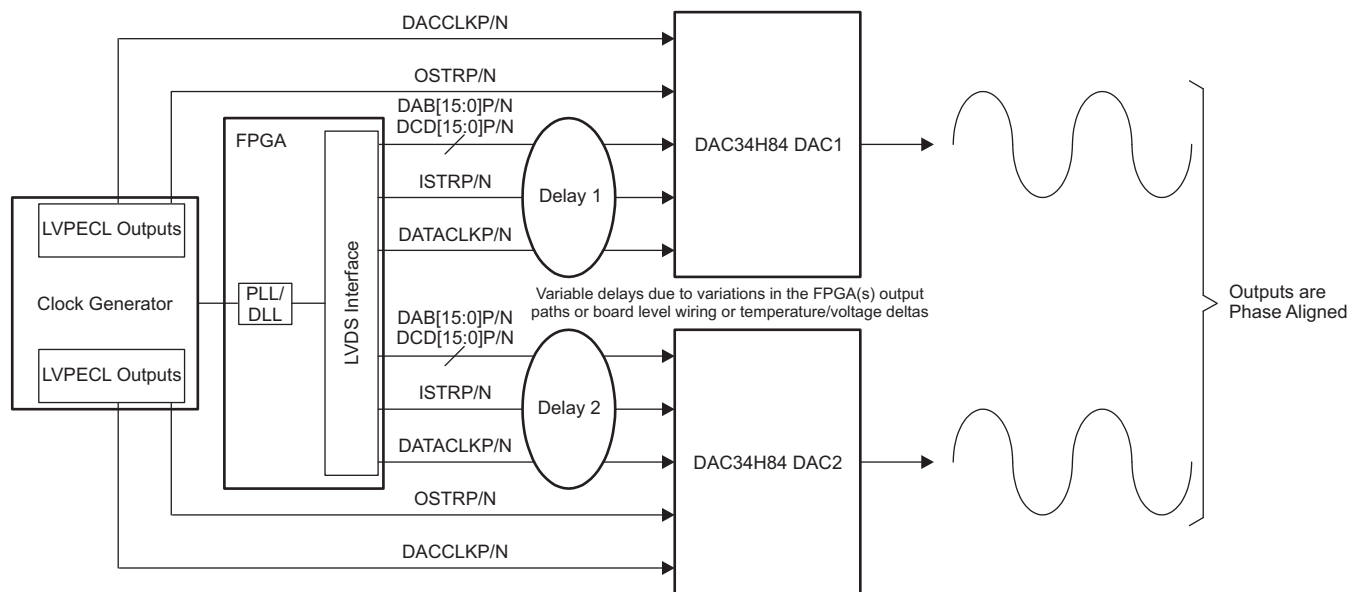 DACCLKP/N
OSTRP/N
DAB[15:0]P/N
DCD[15:0]P/N
FPGA
ISTRP/N
Delay 1
DATACLKP/N
DAC34H84 DAC1
LVPECL Outputs
Clock Generator
LVPECL Outputs
PLL/
DLL
LVDS Interface
Variable delays due to variations in the FPGA(s) output
paths or board level wiring or temperature/voltage deltas
DAB[15:0]P/N
DCD[15:0]P/N
ISTRP/N
Delay 2
DATACLKP/N
DAC34H84 DAC2
OSTRP/N
DACCLKP/N
Outputs are
Phase Aligned